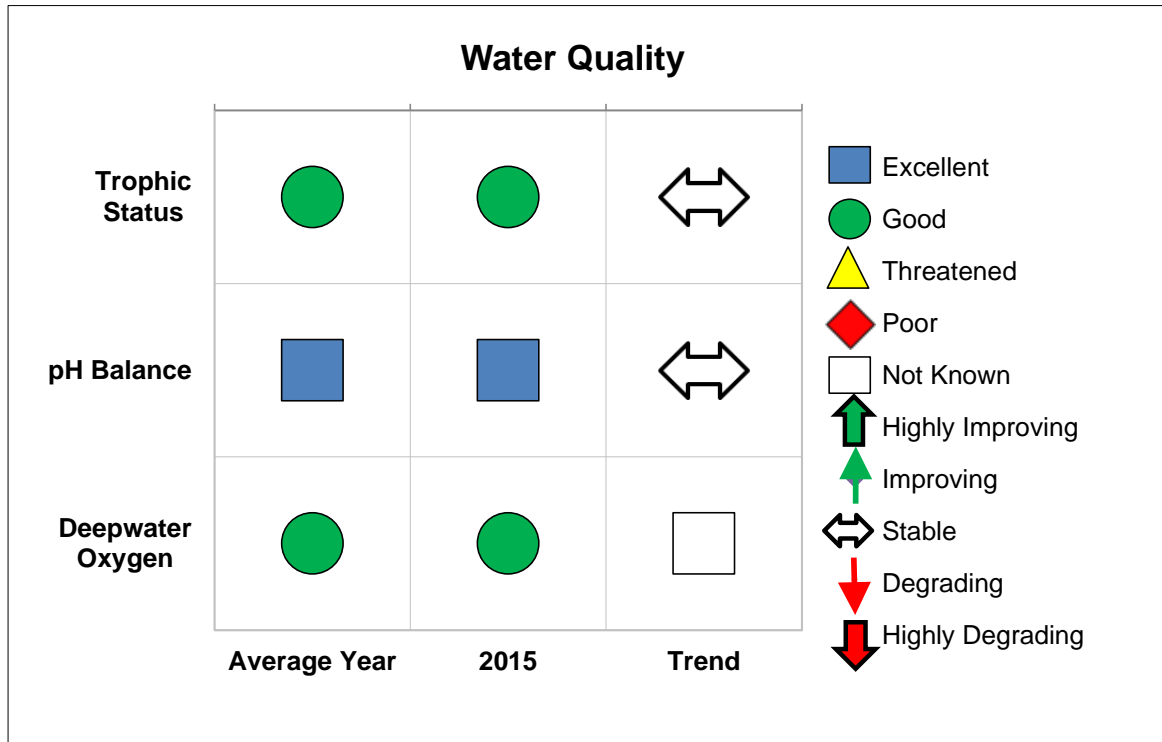 Water Quality
Trophic
Status
pH Balance
Deepwater
Oxygen
Average Year
2015
Trend
Excellent
Good
Threatened
Poor
Not Known
Highly Improving
Improving
Stable
Degrading
Highly Degrading